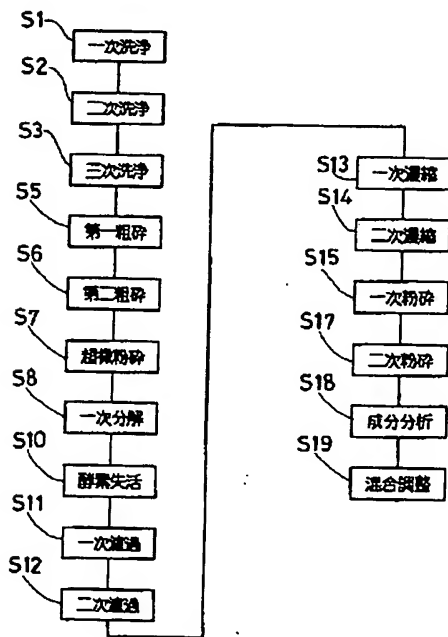 S1
一次洗浄
S2
二次洗浄
S3
三次洗浄
S5
第一粗砕
S6
第二粗砕
S7
超微粉砕
S8
一次分解
S10
酵素失活
S11
一次濾過
S12
二次濾過
S13
一次濃縮
S14
二次濃縮
S15
一次粉砕
S17
二次粉砕
S18
成分分析
S19
混合調整